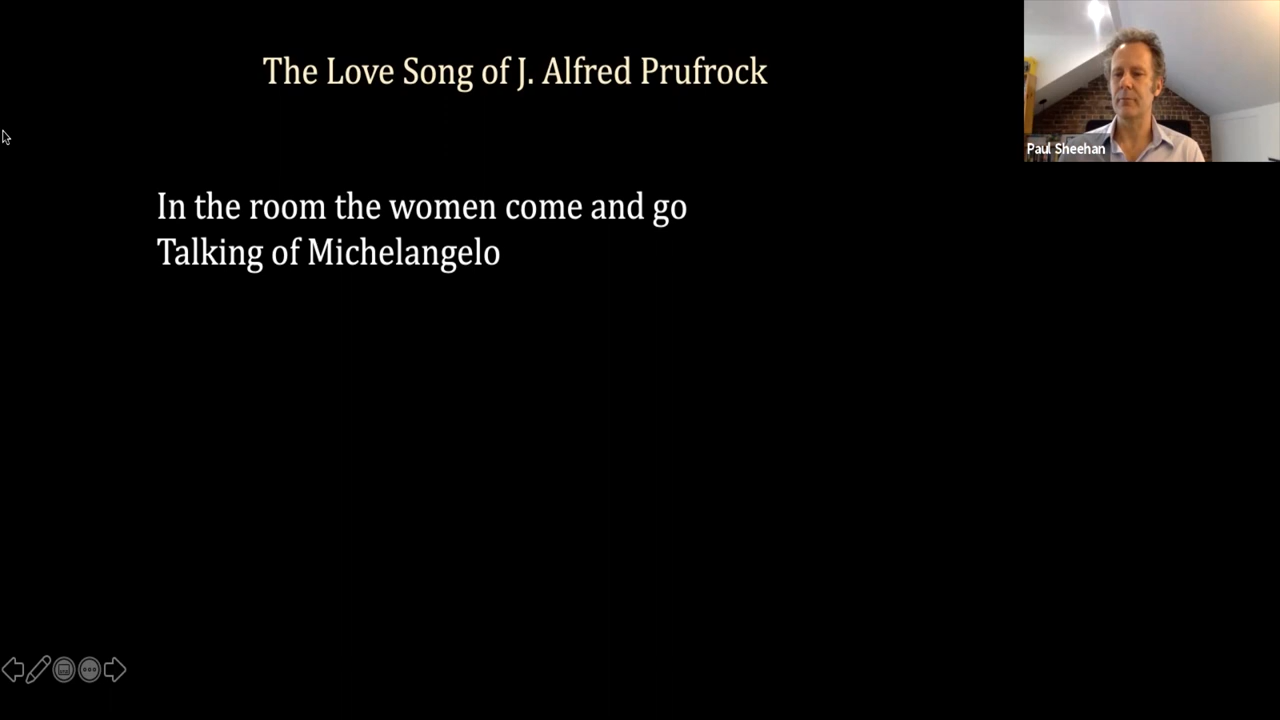 The Love Song of J. Alfred Prufrock
Paul Sheehan
In the room the women come and go
Talking of Michelangelo